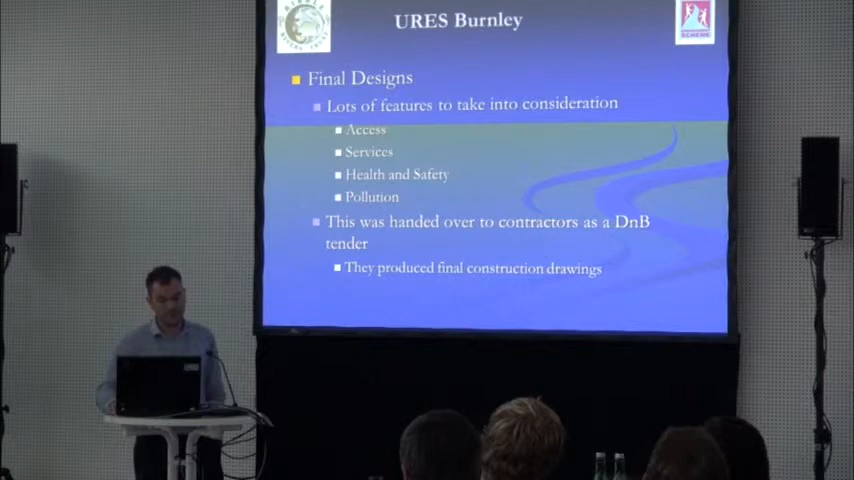 URES Burnley
Final Designs
Lots of features to take into consideration
Access
Services
Health and Safety
Pollution
This was handed over to contractors as a DnB
tender
They produced final construction drawings